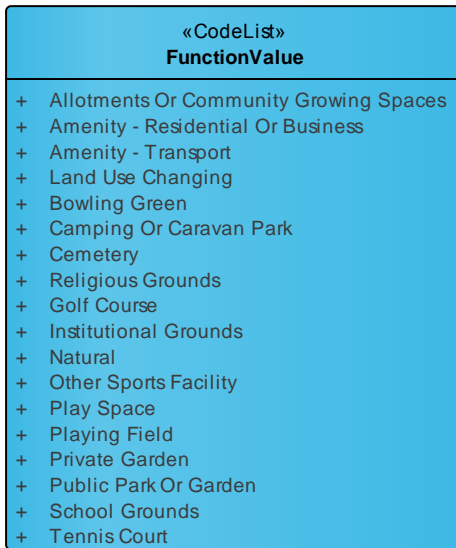 «CodeList»
FunctionValue
+ Allotments Or Community Growing Spaces
+ Amenity - Residential Or Business
+ Amenity - Transport
+ Land Use Changing
+ Bowling Green
+ Camping Or Caravan Park
+ Cemetery
+ Religious Grounds
+ Golf Course
+ Institutional Grounds
+ Natural
+ Other Sports Facility
+ Play Space
+ Playing Field
+ Private Garden
+ Public Park Or Garden
+ School Grounds
+ Tennis Court